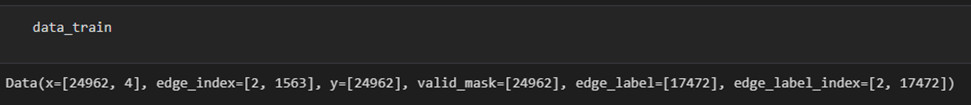 data_train
Data(x=[24962, 4], edge_index=[2, 1563], y=[24962], valid_mask=[24962], edge_label=[17472], edge_label_index=[2, 17472])